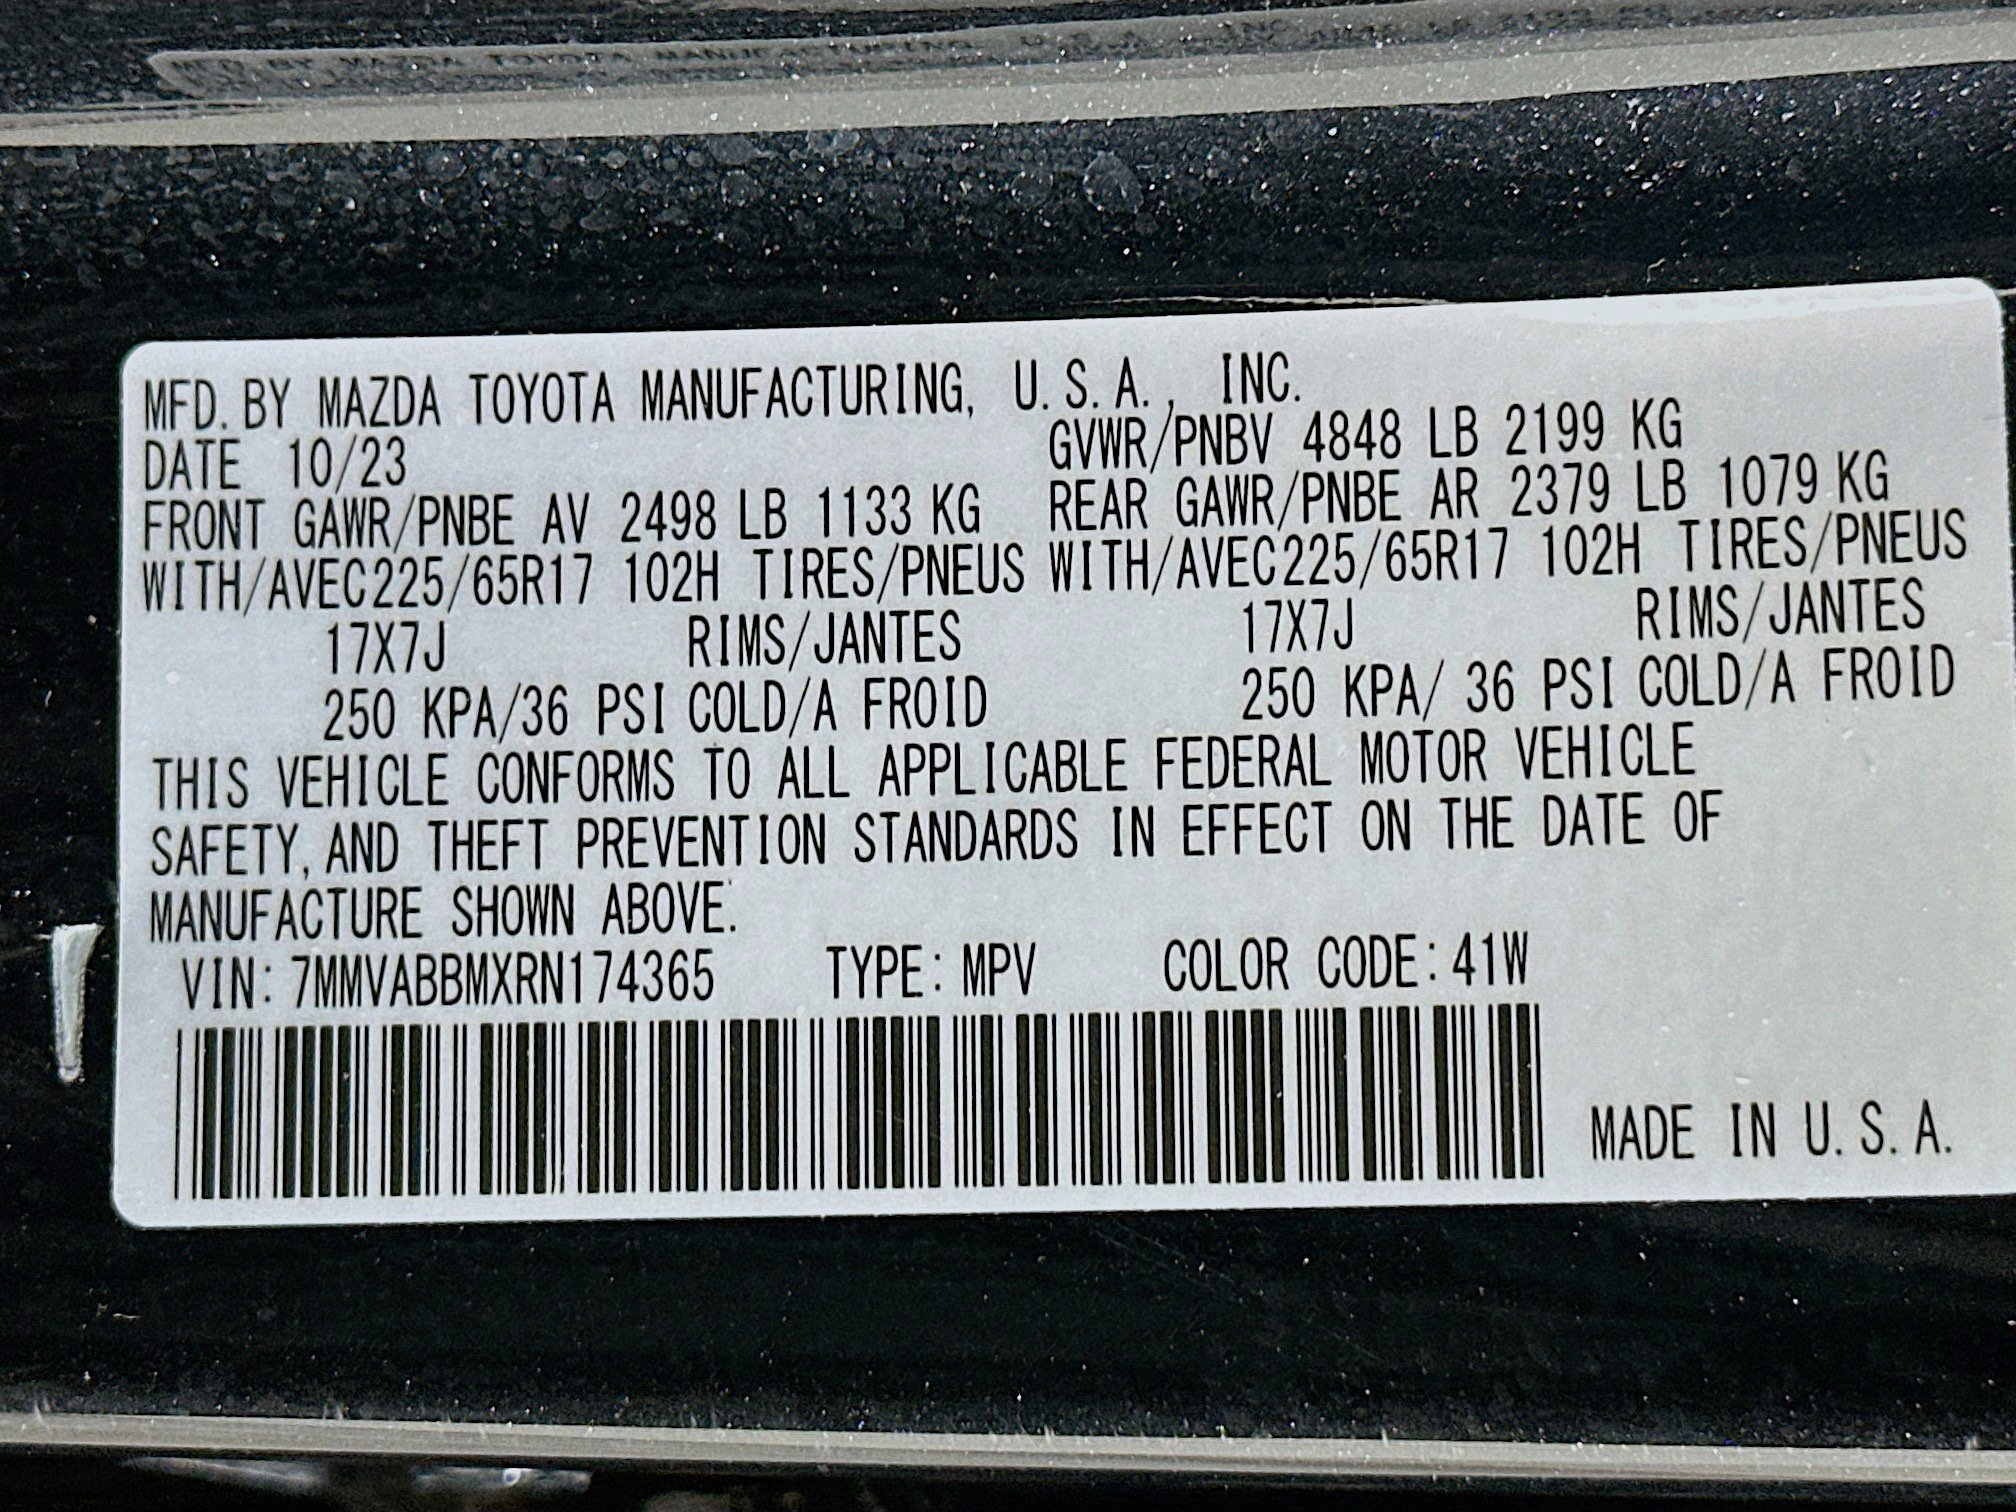 MFD. BY MAZDA TOYOTA MANUFACTURING, U.S.A., INC.
DATE 10/23 GVWR/PNBV 4848 LB 2199 KG
FRONT GAWR/PNBE AV 2498 LB 1133 KG REAR GAWR/PNBE AR 2379 LB 1079 KG
WITH/AVEC225/65R17 102H TIRES/PNEUS WITH/AVEC225/65R17 102H TIRES/PNEUS
17X7J RIMS/JANTES 17X7J RIMS/JANTES
250 KPA/36 PSI COLD/A FROID 250 KPA/ 36 PSI COLD/A FROID
THIS VEHICLE CONFORMS TO ALL APPLICABLE FEDERAL MOTOR VEHICLE
SAFETY, AND THEFT PREVENTION STANDARDS IN EFFECT ON THE DATE OF
MANUFACTURE SHOWN ABOVE.
VIN: 7MMVABBMXRN174365 TYPE: MPV COLOR CODE: 41W
MADE IN U.S.A.